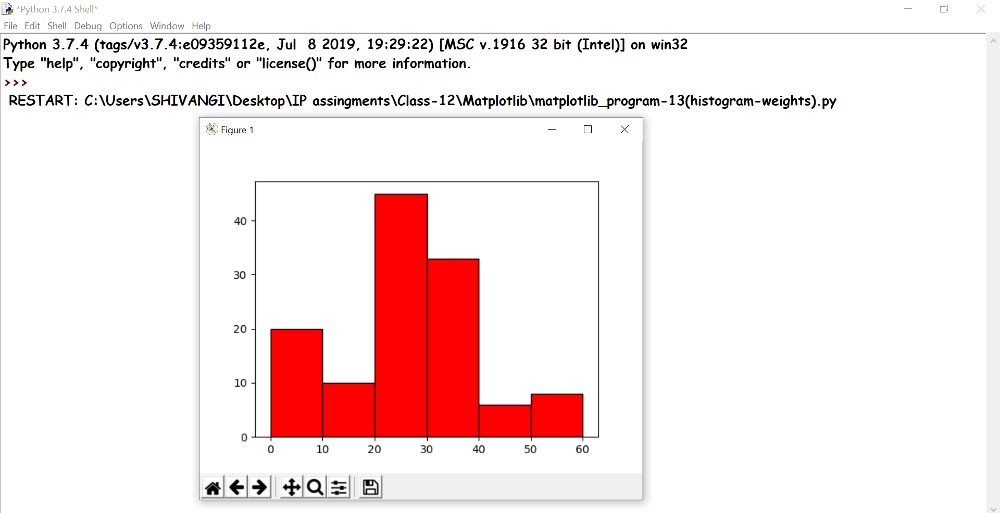 *Python 3.7.4 Shell*
File Edit Shell Debug Options Window Help
Python 3.7.4 (tags/v3.7.4:e09359112e, Jul  8 2019, 19:29:22) [MSC v.1916 32 bit (Intel)] on win32
Type "help", "copyright", "credits" or "license()" for more information.
>>>
RESTART: C:\Users\SHIVANGI\Desktop\IP assingments\Class-12\Matplotlib\matplotlib_program-13(histogram-weights).py
Figure 1
40
30
20
10
0
0 10 20 30 40 50 60